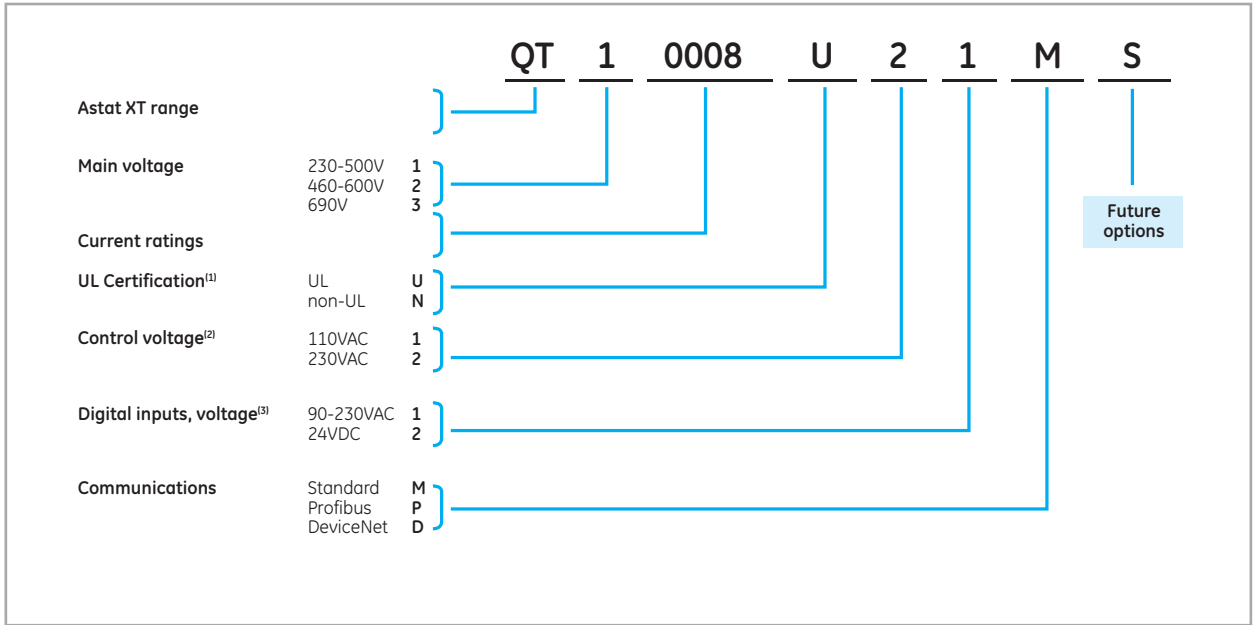 QT 1 0008 U 2 1 M S
Astat XT range
Main voltage 230-500V 1
460-600V 2
690V 3
Current ratings
Future
options
UL Certification(1) UL U
non-UL N
Control voltage(2) 110VAC 1
230VAC 2
Digital inputs, voltage(3) 90-230VAC 1
24VDC 2
Communications Standard M
Profibus P
DeviceNet D